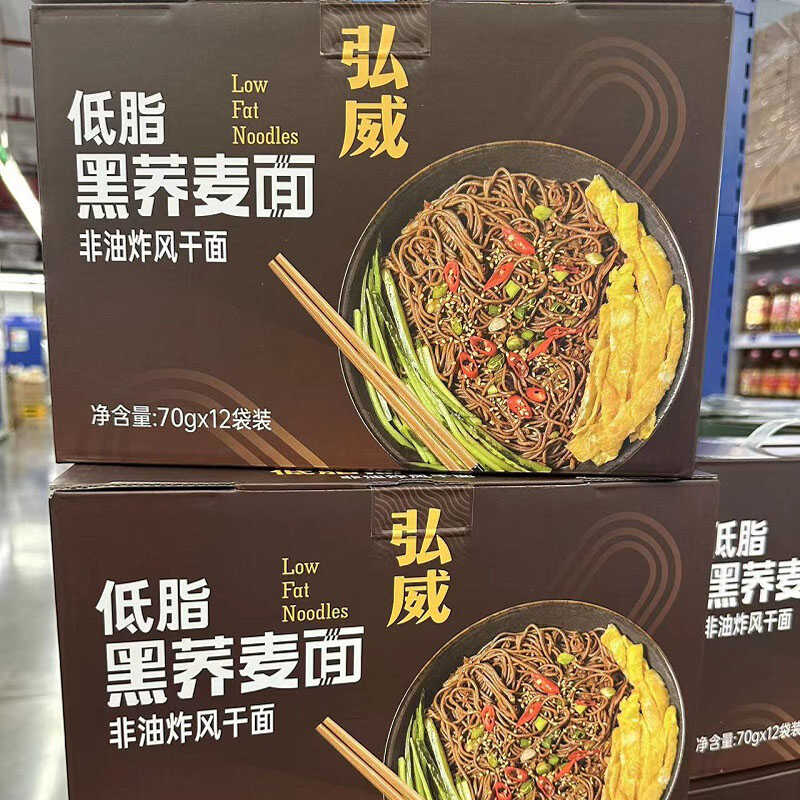 弘威
Low
Fat
Noodles
低脂
黑荞麦面
非油炸风干面
净含量:70gx12袋装
弘威
Low
Fat
Noodles
低脂
黑荞麦面
非油炸风干面
低脂
黑荞麦
非油炸风干面
净含量:70gx12袋装